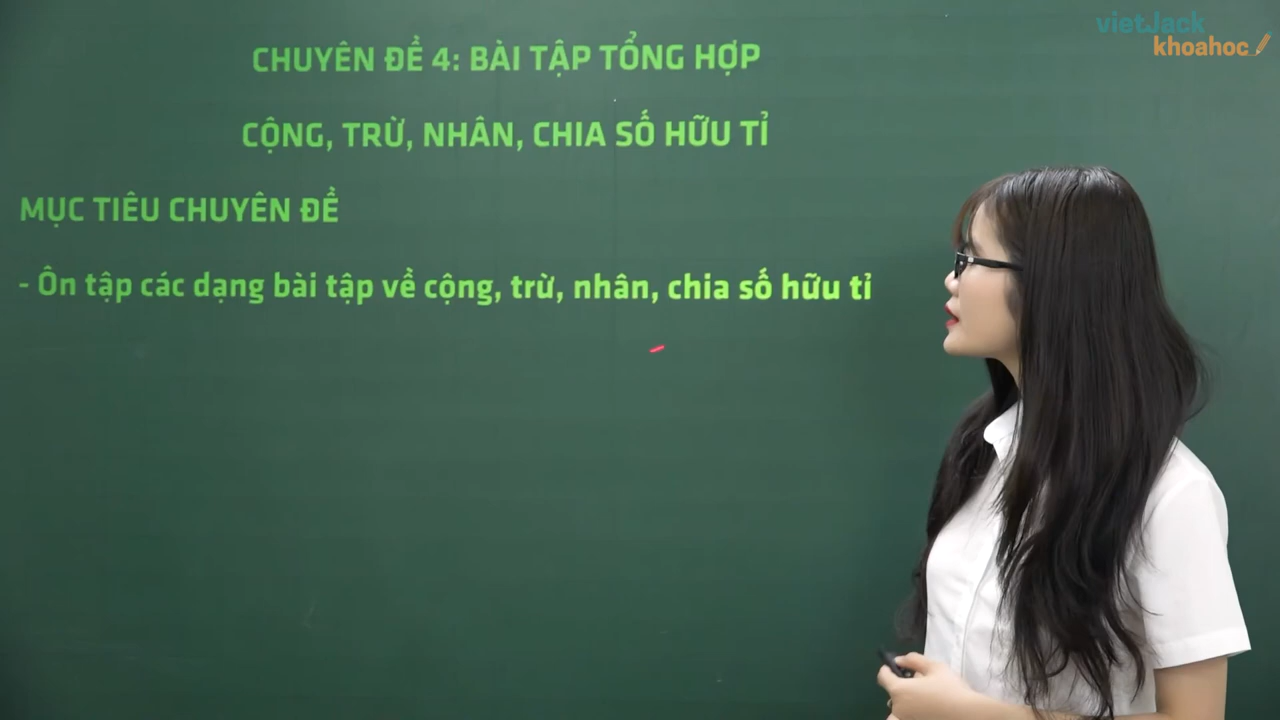 vietJack
khoahoc
CHUYÊN ĐỀ 4: BÀI TẬP TỔNG HỢP
CỘNG, TRỪ, NHÂN, CHIA SỐ HỮU TỈ
MỤC TIÊU CHUYÊN ĐỀ
- Ôn tập các dạng bài tập về cộng, trừ, nhân, chia số hữu tỉ